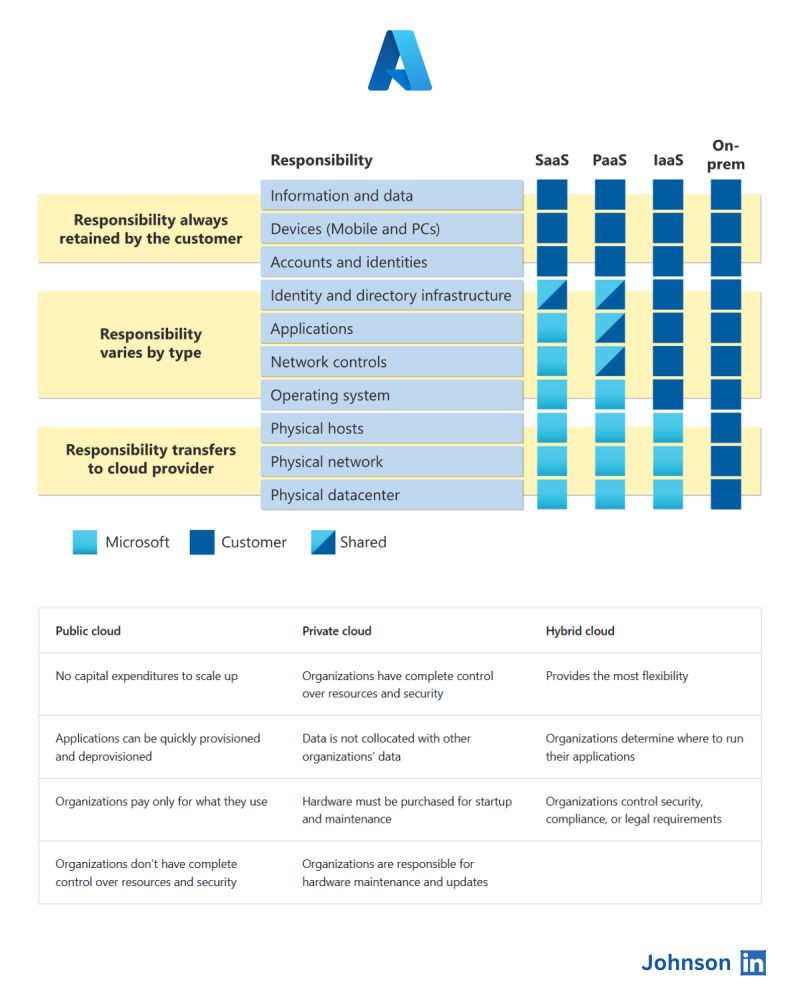 Responsibility
SaaS
PaaS
IaaS
On-
prem
Responsibility always
retained by the customer
Information and data
Devices (Mobile and PCs)
Accounts and identities
Responsibility
varies by type
Identity and directory infrastructure
Applications
Network controls
Operating system
Responsibility transfers
to cloud provider
Physical hosts
Physical network
Physical datacenter
Microsoft
Customer
Shared
Public cloud
Private cloud
Hybrid cloud
No capital expenditures to scale up
Organizations have complete control
over resources and security
Provides the most flexibility
Applications can be quickly provisioned
and deprovisioned
Data is not collocated with other
organizations’ data
Organizations determine where to run
their applications
Organizations pay only for what they use
Hardware must be purchased for startup
and maintenance
Organizations control security,
compliance, or legal requirements
Organizations don’t have complete
control over resources and security
Organizations are responsible for
hardware maintenance and updates
Johnson in